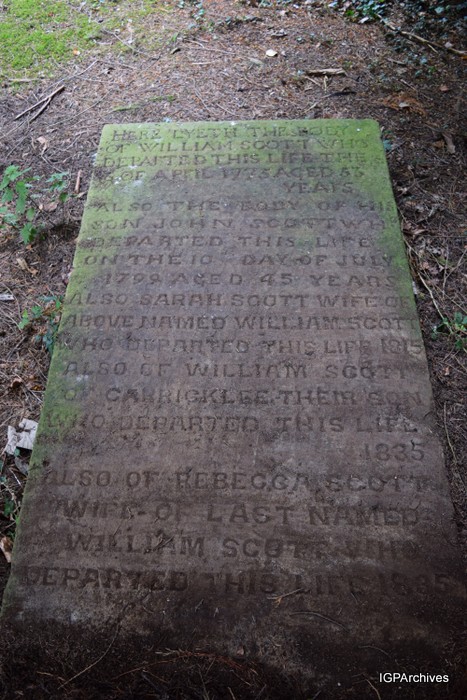 HERE LYETH THE BODY
OF WILLIAM SCOTT WHO
DEPARTED THIS LIFE THE
OF APRIL AGED
YEARS
ALSO THE BODY OF HIS
SON JOHN SCOTT WHO
DEPARTED THIS LIFE
ON THE 10TH DAY OF JULY
1799 AGED 45 YEARS
ALSO SARAH SCOTT WIFE OF
ABOVE NAMED WILLIAM SCOTT
WHO DEPARTED THIS LIFE 1815
ALSO OF WILLIAM SCOTT
OF CARRICKLEE THEIR SON
WHO DEPARTED THIS LIFE
1835
ALSO OF REBECCA SCOTT
WIFE OF LAST NAMED
WILLIAM SCOTT WHO
DEPARTED THIS LIFE 1835
IGPArchives